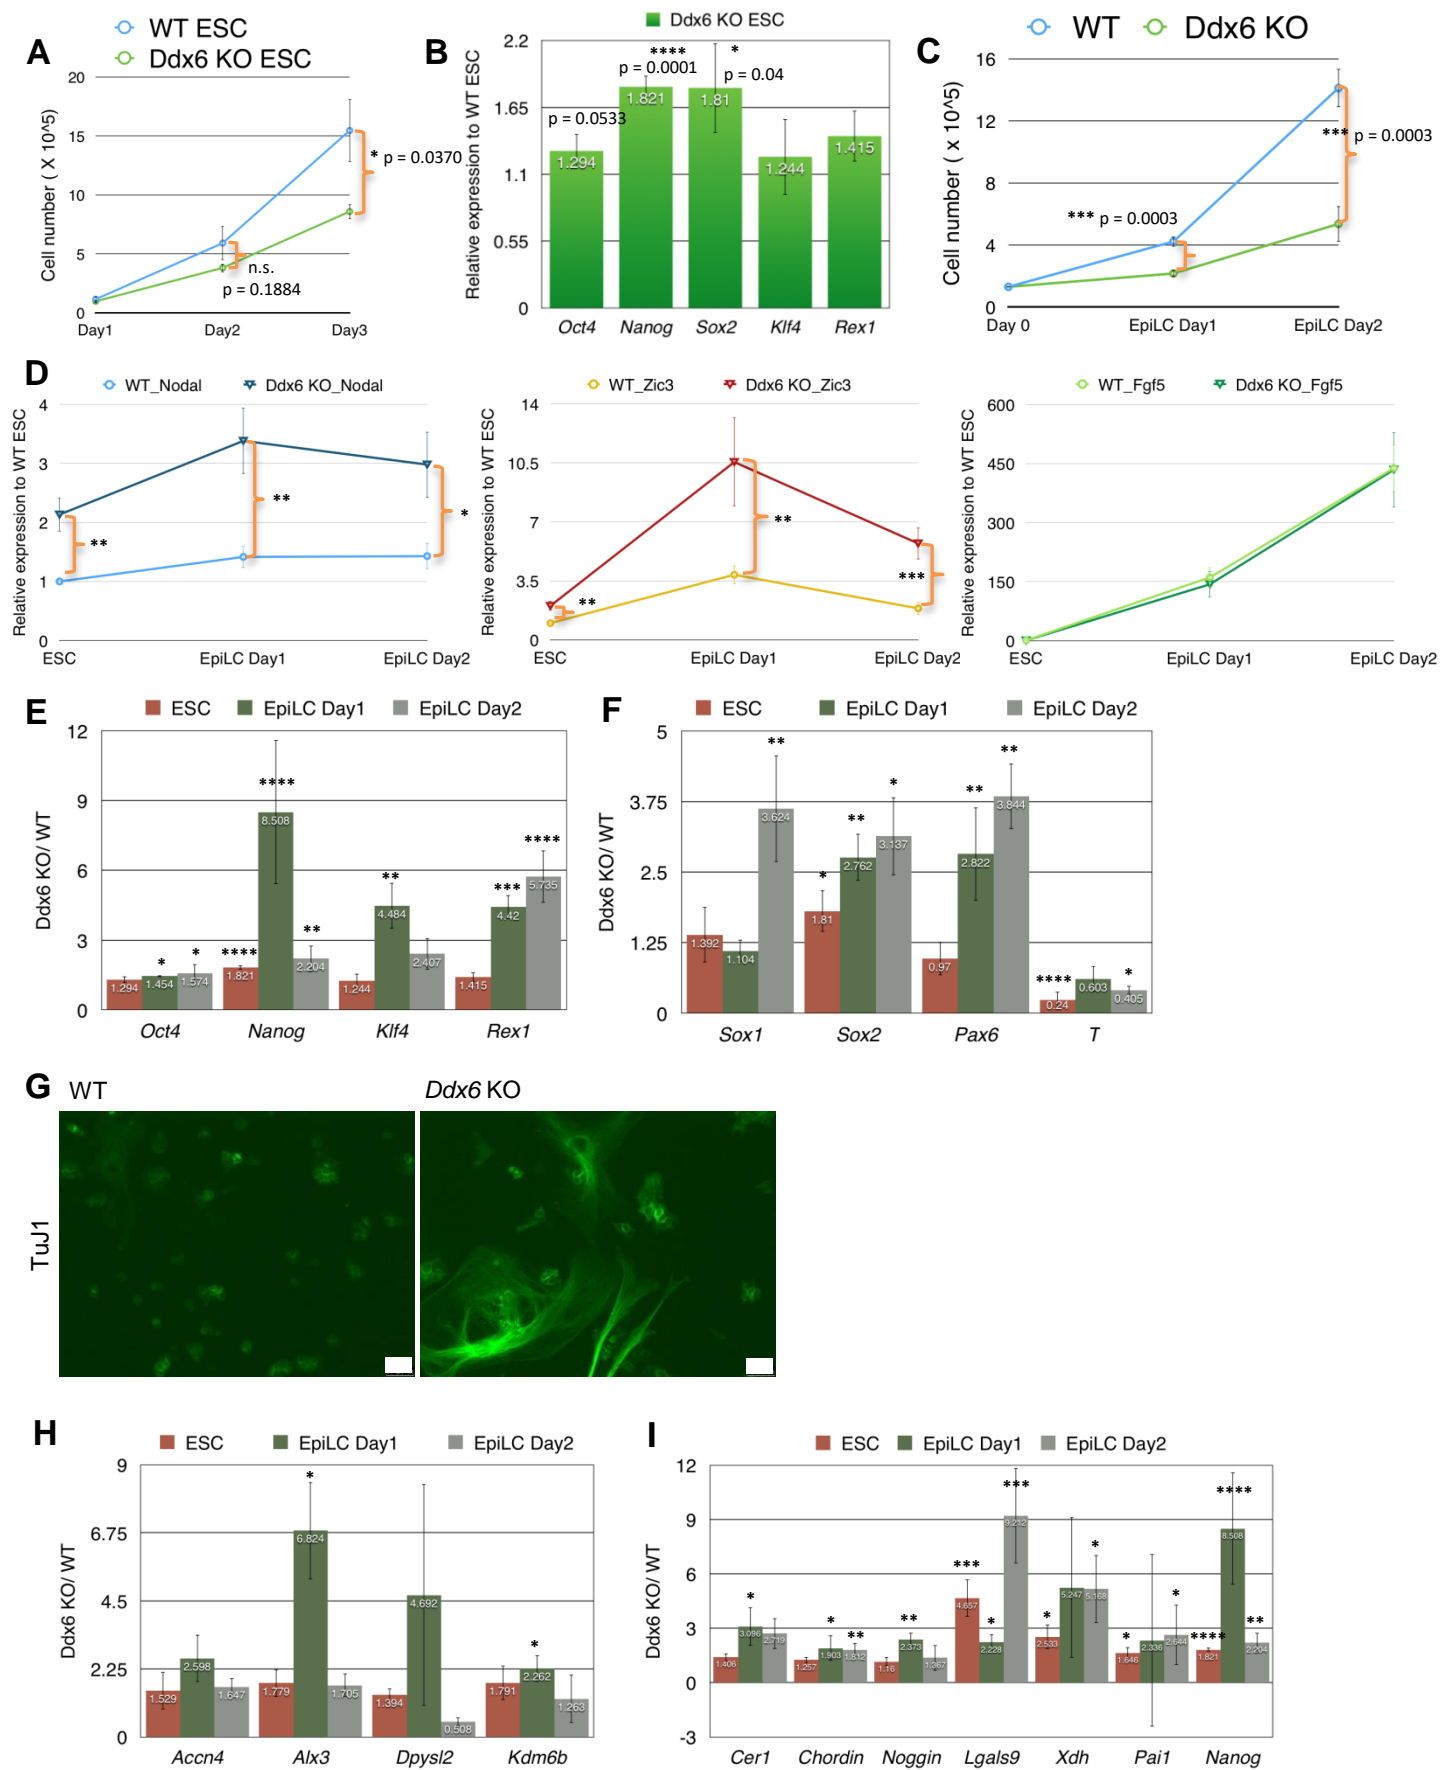 A
WT ESC
Ddx6 KO ESC
Cell number ( X 10^5)
20
15
10
5
0
* p = 0.0370
n.s.
p = 0.1884
Day1 Day2 Day3
B
Ddx6 KO ESC
Relative expression to WT ESC
2.2
1.65
1.1
0.55
0
**** *
p = 0.0001 p = 0.04
p = 0.0533
1.294 1.821 1.81 1.244 1.415
Oct4 Nanog Sox2 Klf4 Rex1
C
WT Ddx6 KO
Cell number ( x 10^5)
16
12
8
4
0
*** p = 0.0003
*** p = 0.0003
Day 0 EpiLC Day1 EpiLC Day2
D
WT_Nodal Ddx6 KO_Nodal
Relative expression to WT ESC
4
3
2
1
0
** ** *
ESC EpiLC Day1 EpiLC Day2
WT_Zic3 Ddx6 KO_Zic3
Relative expression to WT ESC
14
10.5
7
3.5
0
** ** ***
ESC EpiLC Day1 EpiLC Day2
WT_Fgf5 Ddx6 KO_Fgf5
Relative expression to WT ESC
600
450
300
150
0
ESC EpiLC Day1 EpiLC Day2
E
ESC EpiLC Day1 EpiLC Day2
Ddx6 KO/ WT
12
9
6
3
0
* * **** **** ** ** *** ****
1.294 1.454 1.574 1.821 8.508 2.204 1.244 4.484 2.407 1.415 4.42 5.735
Oct4 Nanog Klf4 Rex1
F
ESC EpiLC Day1 EpiLC Day2
Ddx6 KO/ WT
5
3.75
2.5
1.25
0
** * ** * ** ** **** *
1.392 1.104 3.624 1.81 2.762 3.137 0.97 2.822 3.844 0.24 0.603 0.405
Sox1 Sox2 Pax6 T
G
WT Ddx6 KO
TuJ1
H
ESC EpiLC Day1 EpiLC Day2
Ddx6 KO/ WT
9
6.75
4.5
2.25
0
* *
1.529 2.598 1.647 1.779 6.824 1.705 1.394 4.692 0.508 1.791 2.262 1.263
Accn4 Alx3 Dpysl2 Kdm6b
I
ESC EpiLC Day1 EpiLC Day2
Ddx6 KO/ WT
12
9
6
3
0
-3
* * ** ** *** * *** * * * * **** **** **
1.406 3.096 2.719 1.257 1.903 1.812 1.16 2.373 1.367 4.657 2.228 9.212 2.533 5.247 5.168 1.646 2.336 2.644 1.821 8.508 2.204
Cer1 Chordin Noggin Lgals9 Xdh Pai1 Nanog